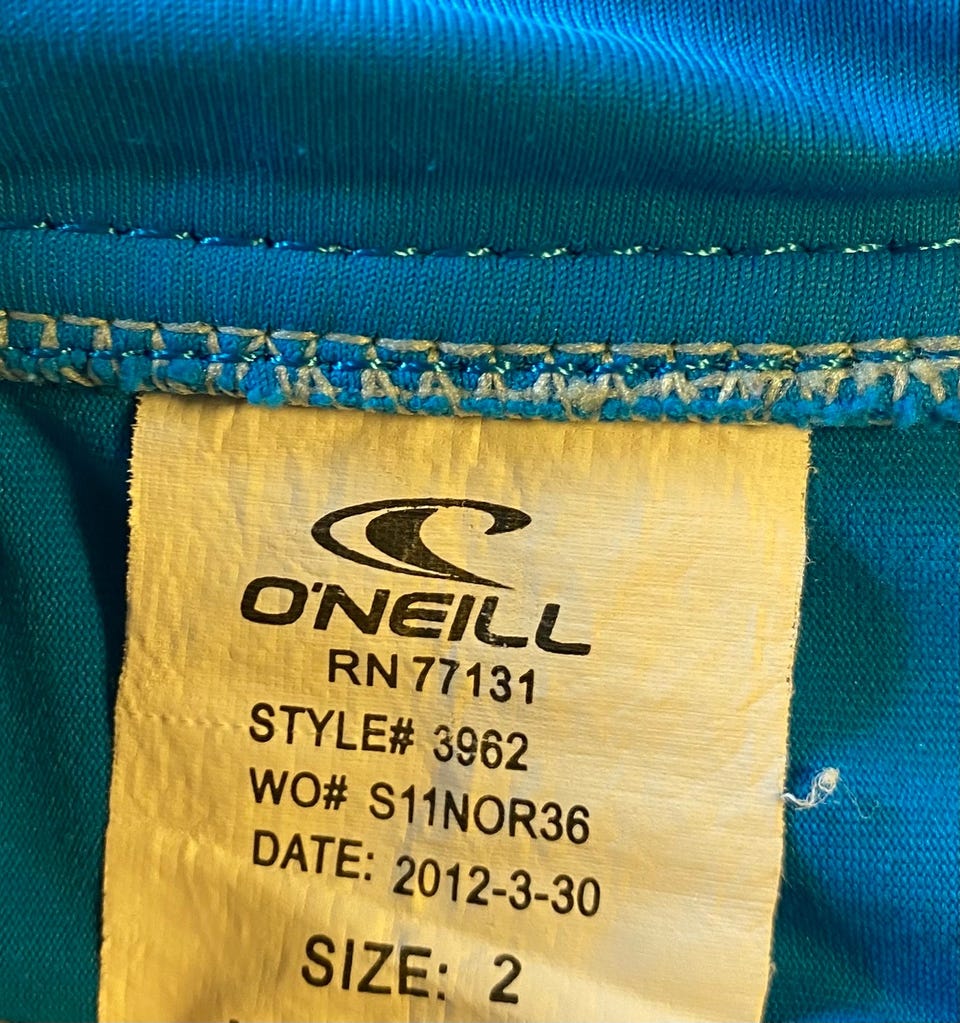 O'NEILL
RN 77131
STYLE# 3962
WO# S11NOR36
DATE: 2012-3-30
SIZE: 2